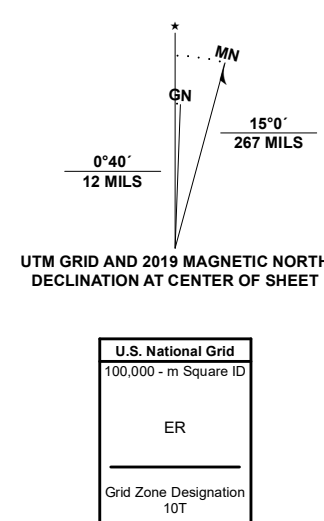 ★
MN
GN
15°0´
267 MILS
0°40´
12 MILS
UTM GRID AND 2019 MAGNETIC NORTH
DECLINATION AT CENTER OF SHEET
U.S. National Grid
100,000 - m Square ID
ER
Grid Zone Designation
10T